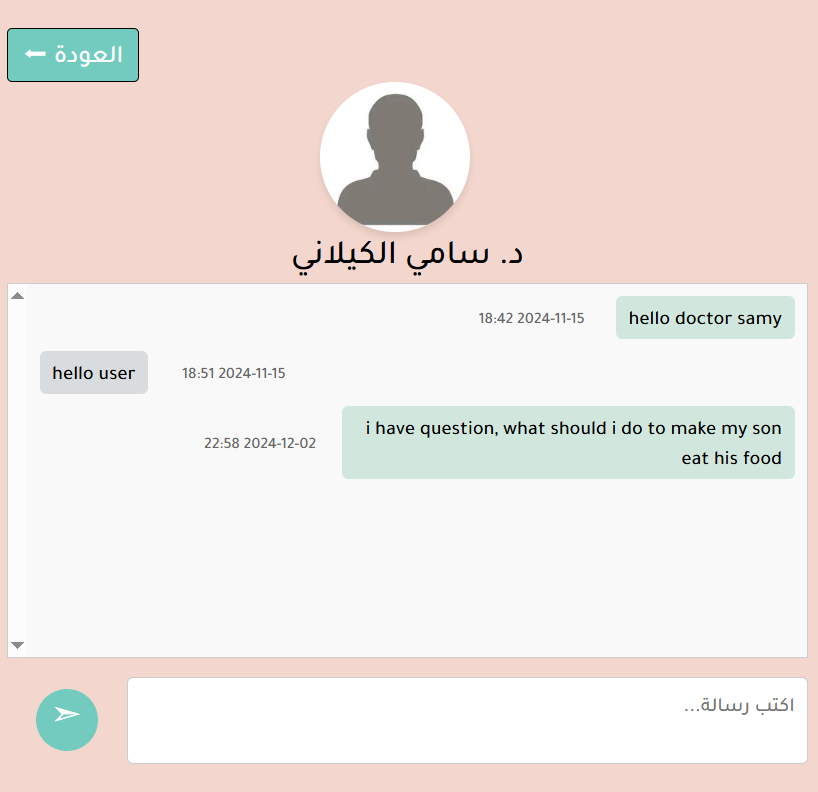 العودة ⬅
د. سامي الكيلاني
hello doctor samy
18:42 2024-11-15
hello user
18:51 2024-11-15
i have question, what should i do to make my son
eat his food
22:58 2024-12-02
اكتب رسالة...